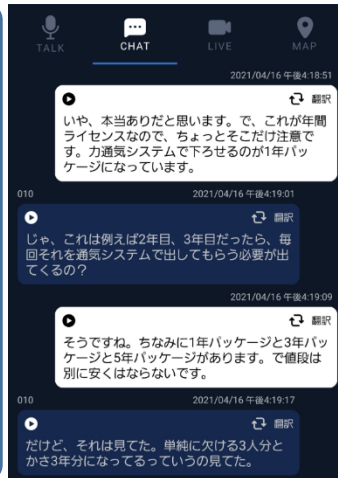 TALK
CHAT
LIVE
MAP
2021/04/16 午後4:18:51
翻訳
いや、本当ありだと思います。で、これが年間
ライセンスなので、ちょっとそこだけ注意で
す。力通気システムで下ろせるのが1年パッ
ケージになっています。
010
2021/04/16 午後4:19:01
翻訳
じゃ、これは例えば2年目、3年目だったら、毎
回それを通気システムで出してもらう必要が出
てくるの？
2021/04/16 午後4:19:09
翻訳
そうですね。ちなみに1年パッケージと3年パッ
ケージと5年パッケージがあります。で値段は
別に安くはならないです。
010
2021/04/16 午後4:19:17
翻訳
だけど、それは見てた。単純に欠ける3人分と
かさ3年分になってるっていうの見てた。